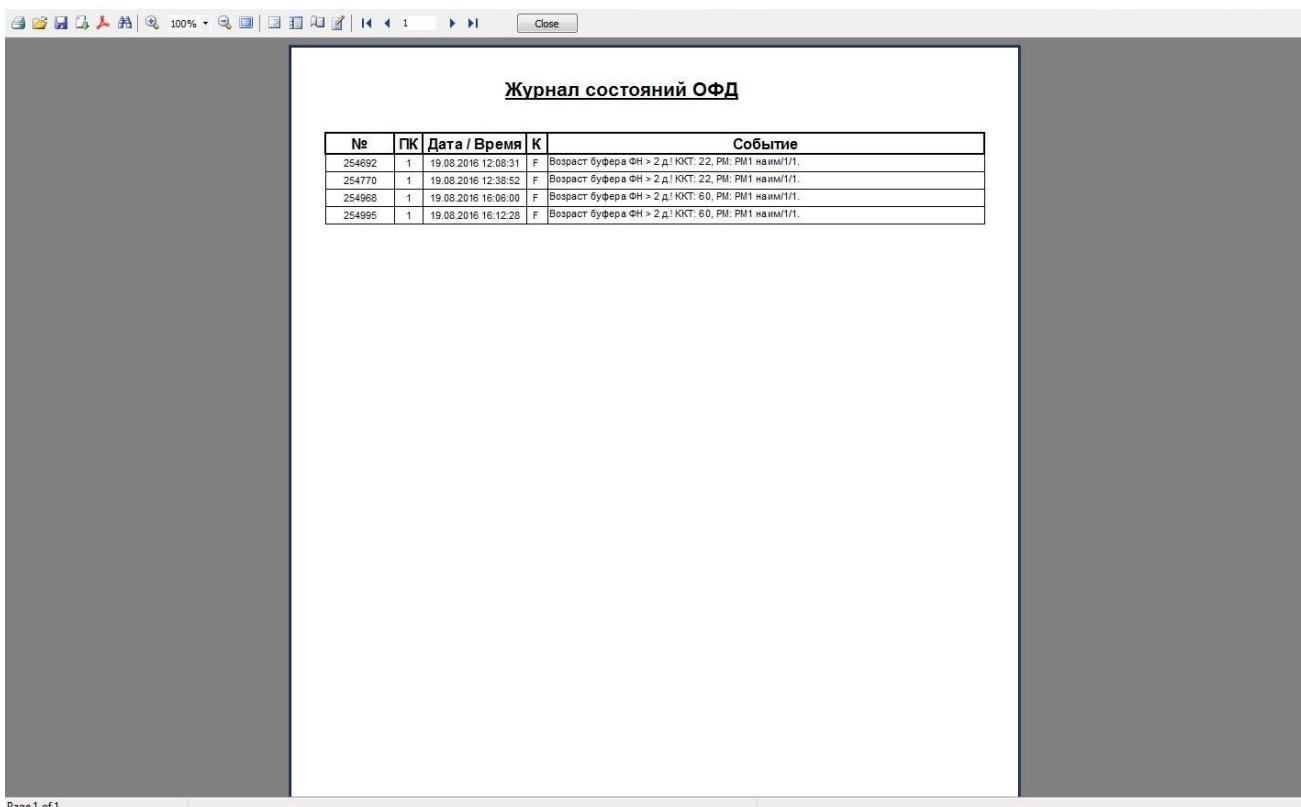 100%
1
Close
Журнал состояний ОФД
№ ПК Дата / Время К Событие
254692 1 19.08.2016 12:08:31 F Возраст буфера ФН > 2 д.! ККТ: 22, РМ: РМ1 наим/1/1.
254770 1 19.08.2016 12:38:52 F Возраст буфера ФН > 2 д.! ККТ: 22, РМ: РМ1 наим/1/1.
254968 1 19.08.2016 16:06:00 F Возраст буфера ФН > 2 д.! ККТ: 60, РМ: РМ1 наим/1/1.
254995 1 19.08.2016 16:12:28 F Возраст буфера ФН > 2 д.! ККТ: 60, РМ: РМ1 наим/1/1.
Page 1 of 1